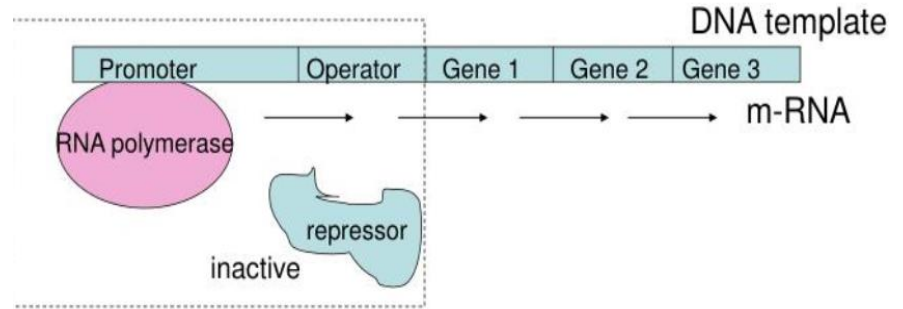 DNA template
Promoter Operator Gene 1 Gene 2 Gene 3
m-RNA
RNA polymerase
repressor
inactive